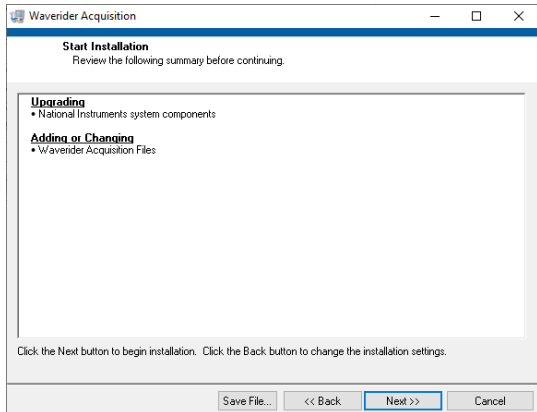 Waverider Acquisition
Start Installation
Review the following summary before continuing.
Upgrading
• National Instruments system components
Adding or Changing
• Waverider Acquisition Files
Click the Next button to begin installation.  Click the Back button to change the installation settings.
Save File...
<< Back
Next >>
Cancel